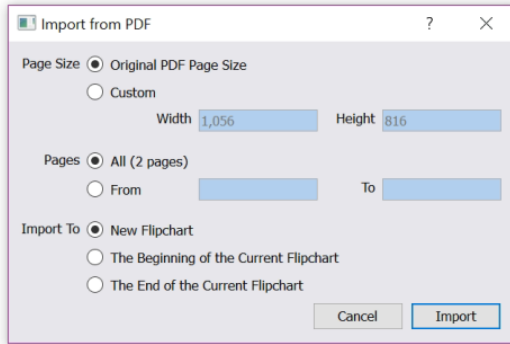 Import from PDF ? ×
Page Size Original PDF Page Size
Custom
Width 1,056 Height 816
Pages All (2 pages)
From To
Import To New Flipchart
The Beginning of the Current Flipchart
The End of the Current Flipchart
Cancel Import